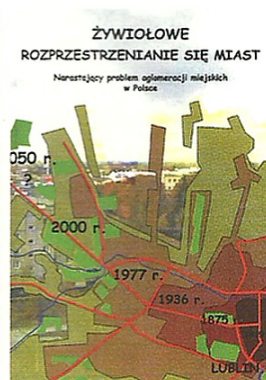 ŻYWIOŁOWE
ROZPRZESTRZENIANIE SIĘ MIAST
Narastający problem aglomeracji miejskich
w Polsce
050 r.
?
2000 r.
1977 r.
1936 r.
1875 r.
LUBLIN